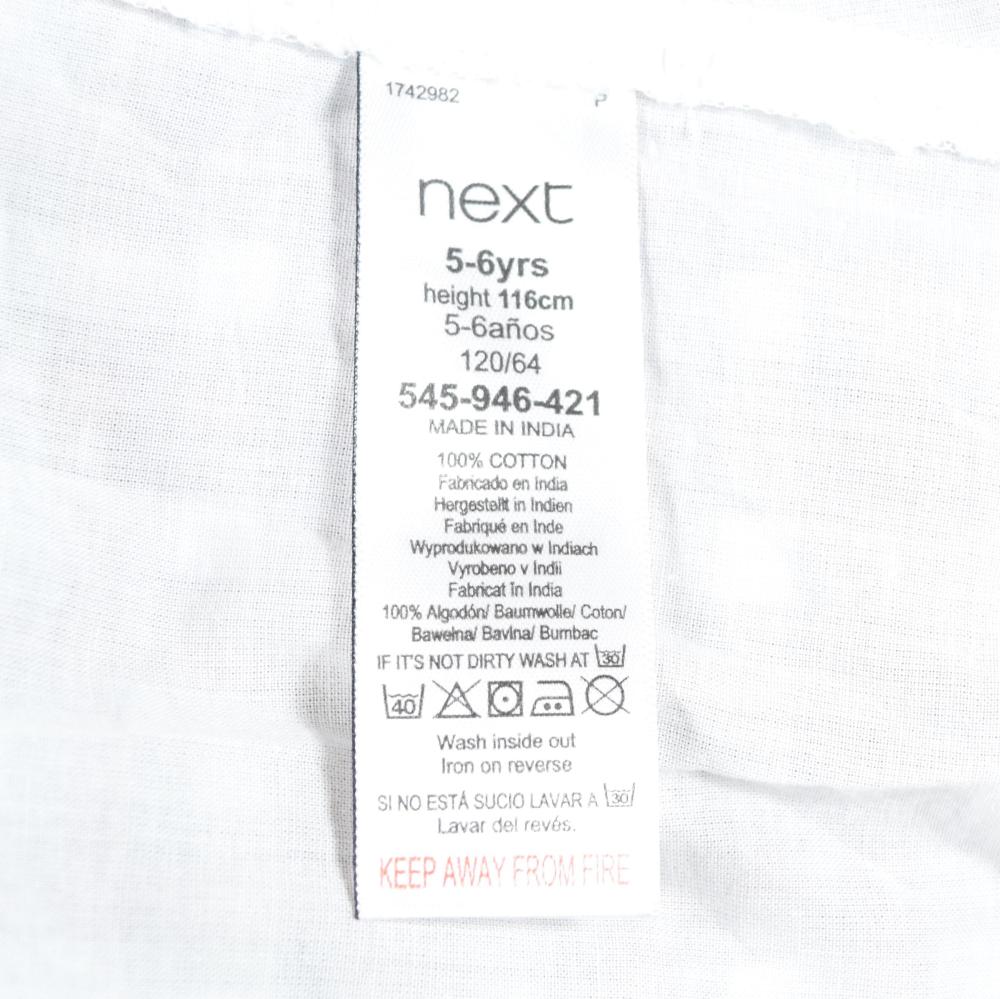 1742982 P
next
5-6yrs
height 116cm
5-6años
120/64
545-946-421
MADE IN INDIA
100% COTTON
Fabricado en India
Hergestellt in Indien
Fabriqué en Inde
Wyprodukowano w Indiach
Vyrobeno v Indii
Fabricat în India
100% Algodón/ Baumwolle/ Coton/
Bawełna/ Bavlna/ Bumbac
IF IT'S NOT DIRTY WASH AT 30
40
Wash inside out
Iron on reverse
SI NO ESTÁ SUCIO LAVAR A 30
Lavar del revés.
KEEP AWAY FROM FIRE